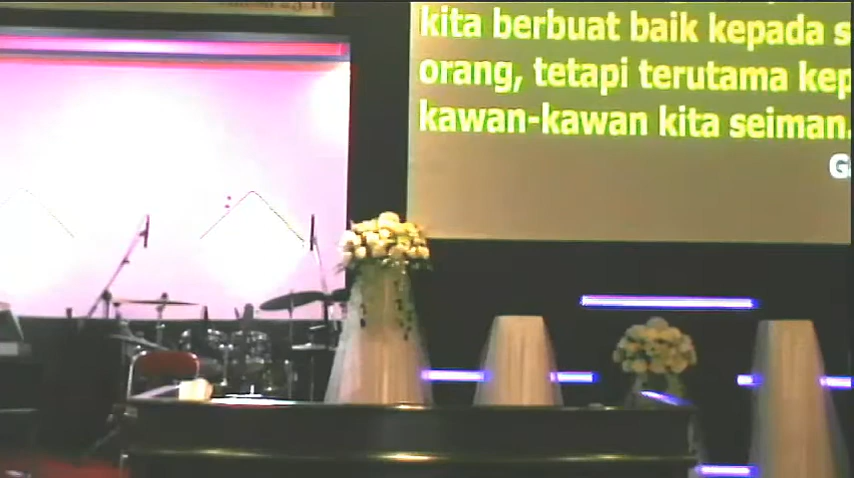 kita berbuat baik kepada s
orang, tetapi terutama kep
kawan-kawan kita seiman.
G